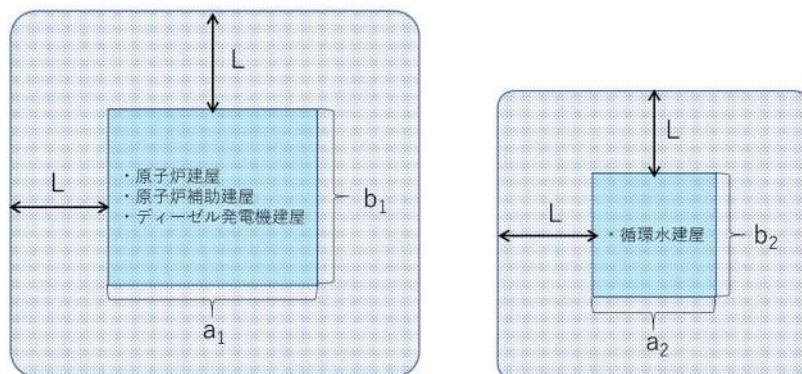 L
L
・原子炉建屋
・原子炉補助建屋
・ディーゼル発電機建屋
b₁
a₁
L
L
・循環水建屋
b₂
a₂